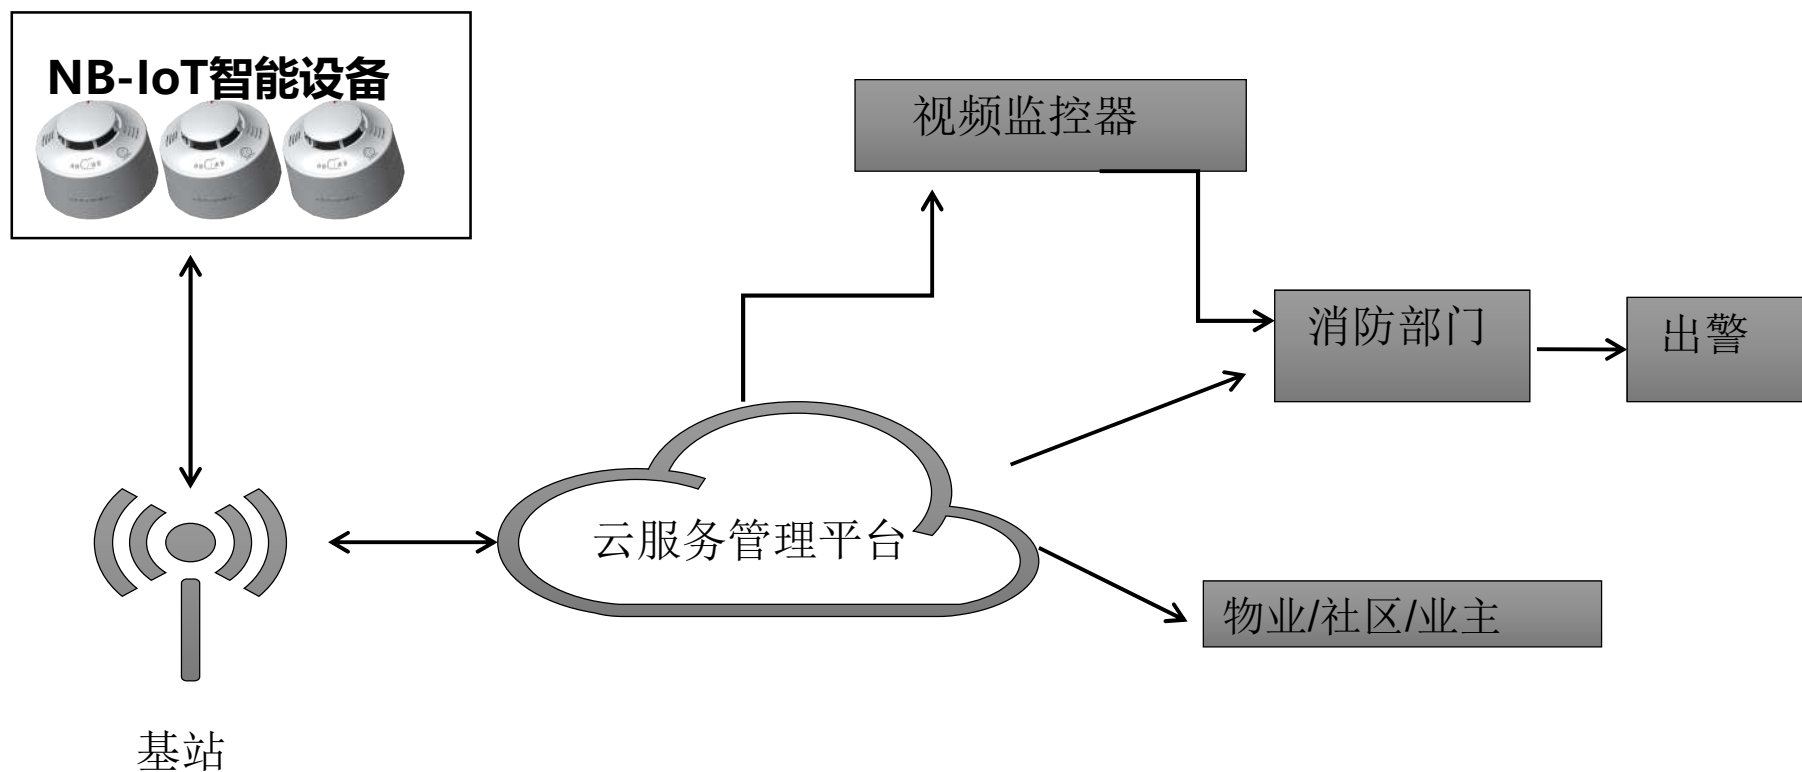 NB-IoT智能设备
视频监控器
消防部门
出警
云服务管理平台
物业/社区/业主
基站